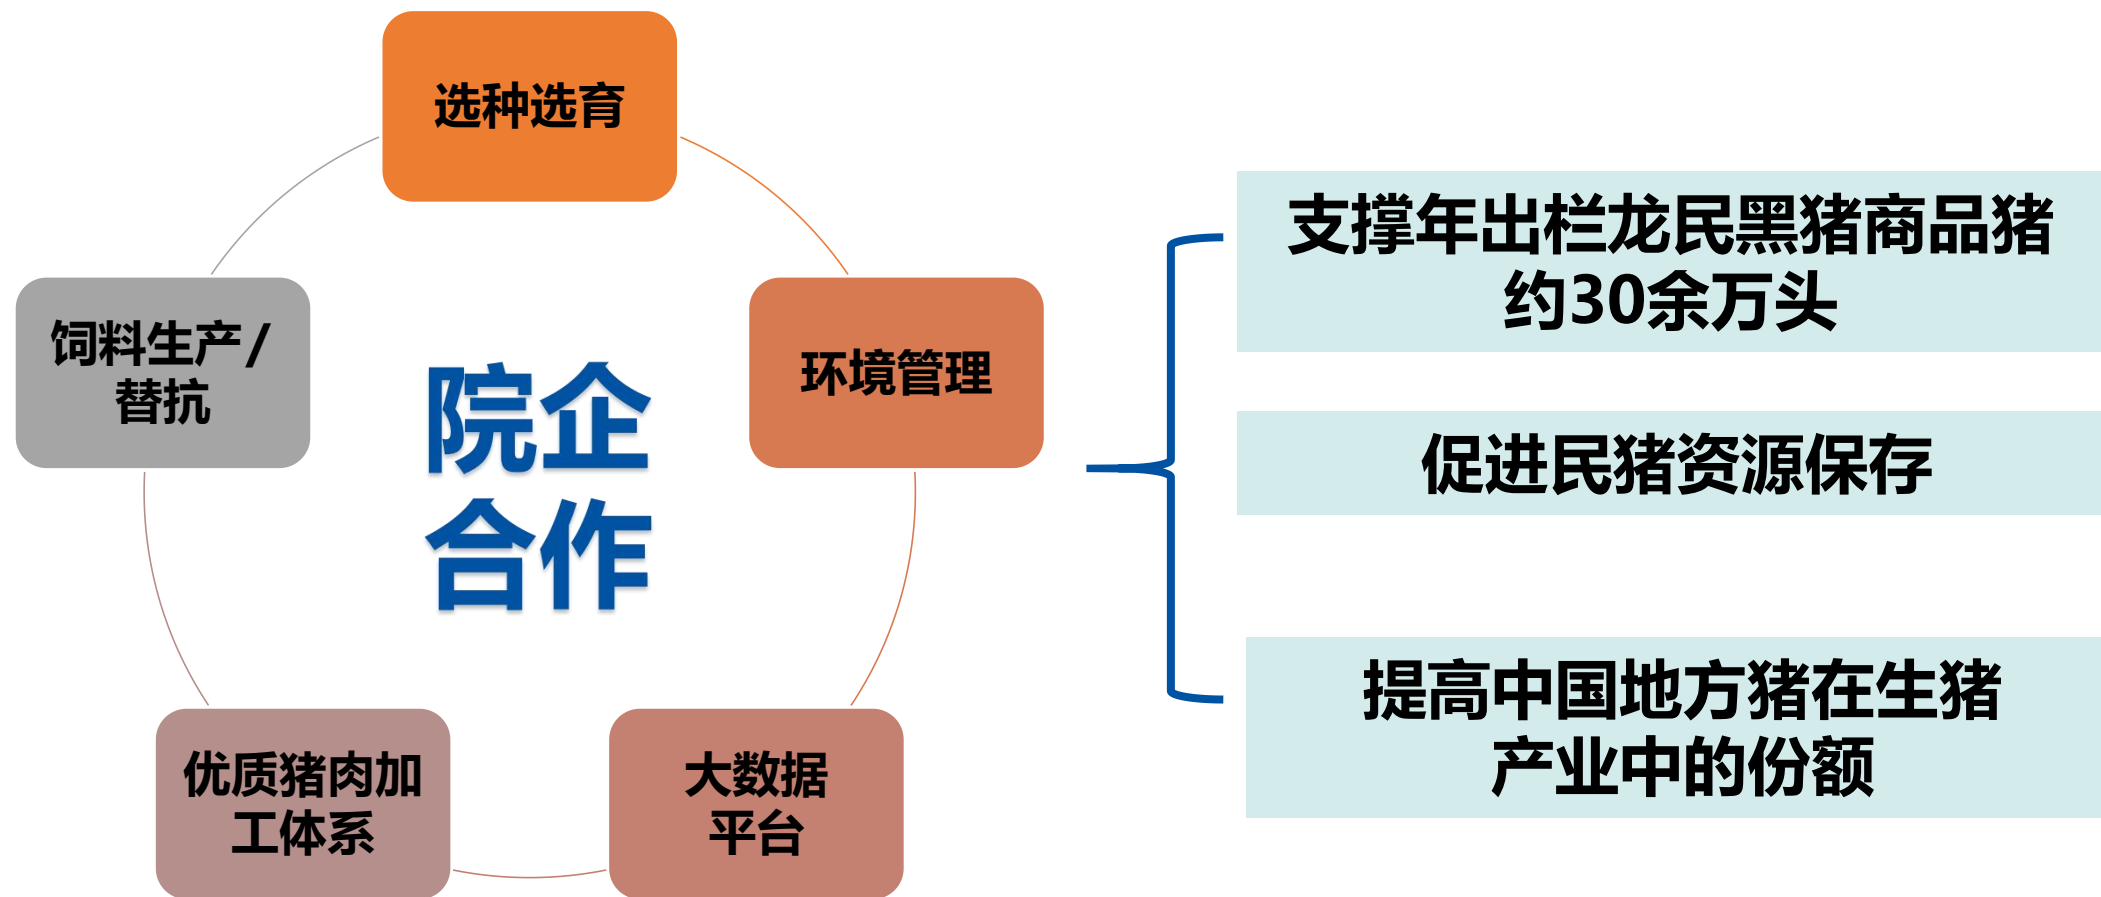 选种选育
饲料生产/
替抗
环境管理
院企
合作
优质猪肉加
工体系
大数据
平台
支撑年出栏龙民黑猪商品猪
约30余万头
促进民猪资源保存
提高中国地方猪在生猪
产业中的份额